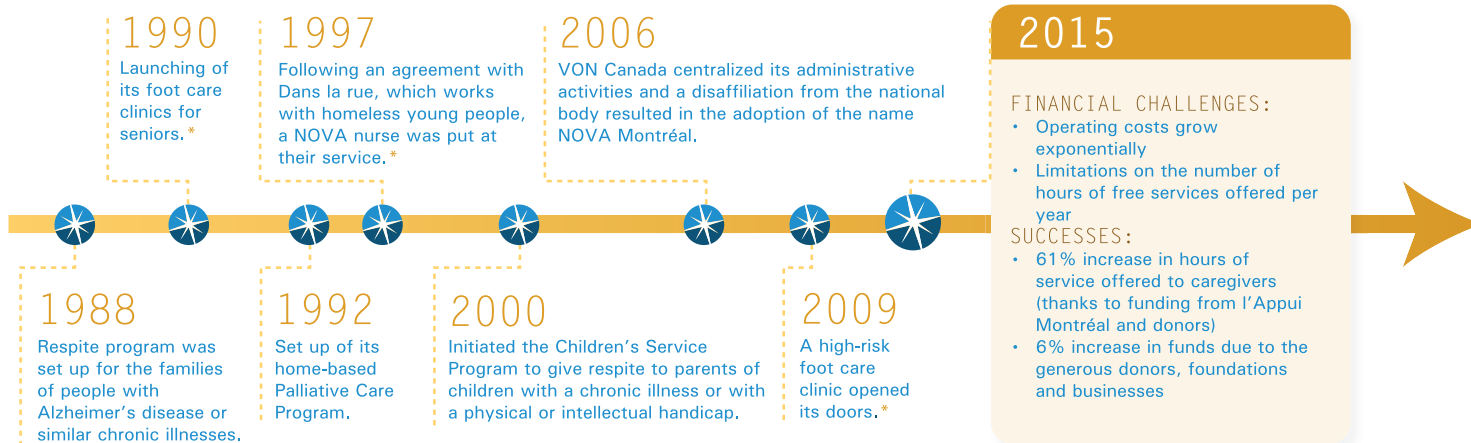 1990
Launching of
its foot care
clinics for
seniors.*
1997
Following an agreement with
Dans la rue, which works
with homeless young people,
a NOVA nurse was put at
their service.*
2006
VON Canada centralized its administrative
activities and a disaffiliation from the national
body resulted in the adoption of the name
NOVA Montréal.
2015
FINANCIAL CHALLENGES:
• Operating costs grow
exponentially
• Limitations on the number of
hours of free services offered per
year
SUCCESSES:
• 61% increase in hours of
service offered to caregivers
(thanks to funding from l'Appui
Montréal and donors)
• 6% increase in funds due to the
generous donors, foundations
and businesses
1988
Respite program was
set up for the families
of people with
Alzheimer's disease or
similar chronic illnesses.
1992
Set up of its
home-based
Palliative Care
Program.
2000
Initiated the Children's Service
Program to give respite to parents of
children with a chronic illness or with
a physical or intellectual handicap.
2009
A high-risk
foot care
clinic opened
its doors.*